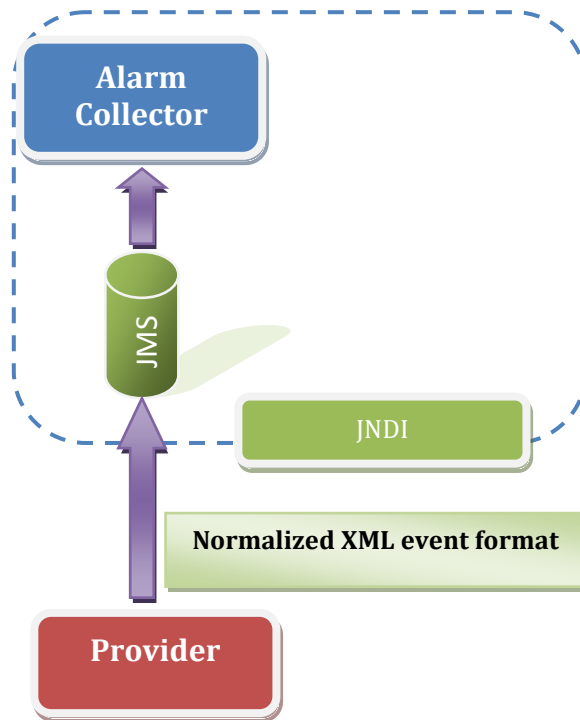 Alarm
Collector
JMS
JNDI
Normalized XML event format
Provider